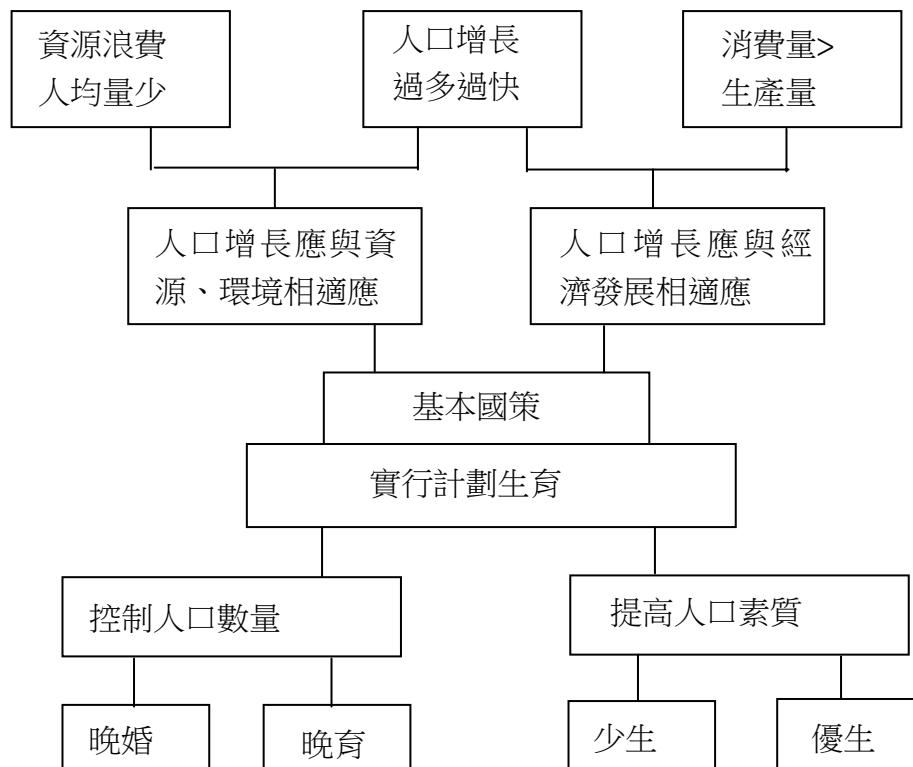 資源浪費
人均量少
人口增長
過多過快
消費量>
生產量
人口增長應與資
源、環境相適應
人口增長應與經
濟發展相適應
基本國策
實行計劃生育
控制人口數量
提高人口素質
晚婚
晚育
少生
優生